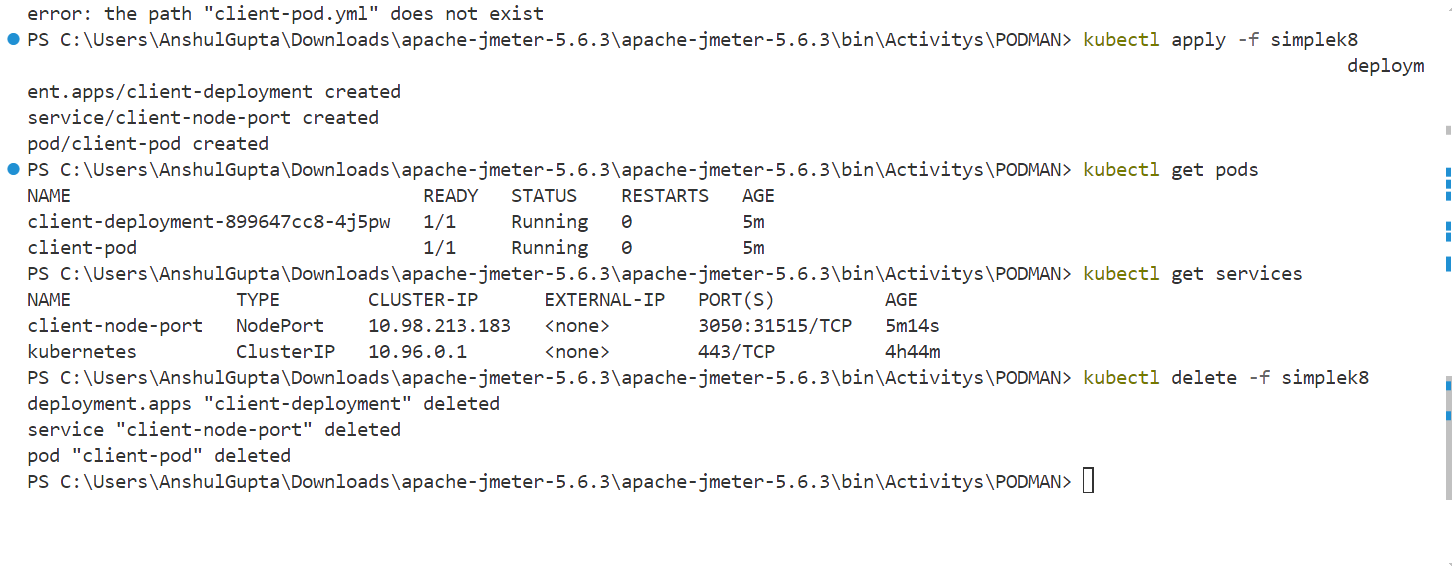 error: the path "client-pod.yml" does not exist
PS C:\Users\AnshulGupta\Downloads\apache-jmeter-5.6.3\apache-jmeter-5.6.3\bin\Activitys\PODMAN> kubectl apply -f simplek8
deploym
ent.apps/client-deployment created
service/client-node-port created
pod/client-pod created
PS C:\Users\AnshulGupta\Downloads\apache-jmeter-5.6.3\apache-jmeter-5.6.3\bin\Activitys\PODMAN> kubectl get pods
NAME                                READY   STATUS    RESTARTS   AGE
client-deployment-899647cc8-4j5pw   1/1     Running   0          5m
client-pod                          1/1     Running   0          5m
PS C:\Users\AnshulGupta\Downloads\apache-jmeter-5.6.3\apache-jmeter-5.6.3\bin\Activitys\PODMAN> kubectl get services
NAME               TYPE        CLUSTER-IP      EXTERNAL-IP   PORT(S)          AGE
client-node-port   NodePort    10.98.213.183   <none>        3050:31515/TCP   5m14s
kubernetes         ClusterIP   10.96.0.1       <none>        443/TCP          4h44m
PS C:\Users\AnshulGupta\Downloads\apache-jmeter-5.6.3\apache-jmeter-5.6.3\bin\Activitys\PODMAN> kubectl delete -f simplek8
deployment.apps "client-deployment" deleted
service "client-node-port" deleted
pod "client-pod" deleted
PS C:\Users\AnshulGupta\Downloads\apache-jmeter-5.6.3\apache-jmeter-5.6.3\bin\Activitys\PODMAN>